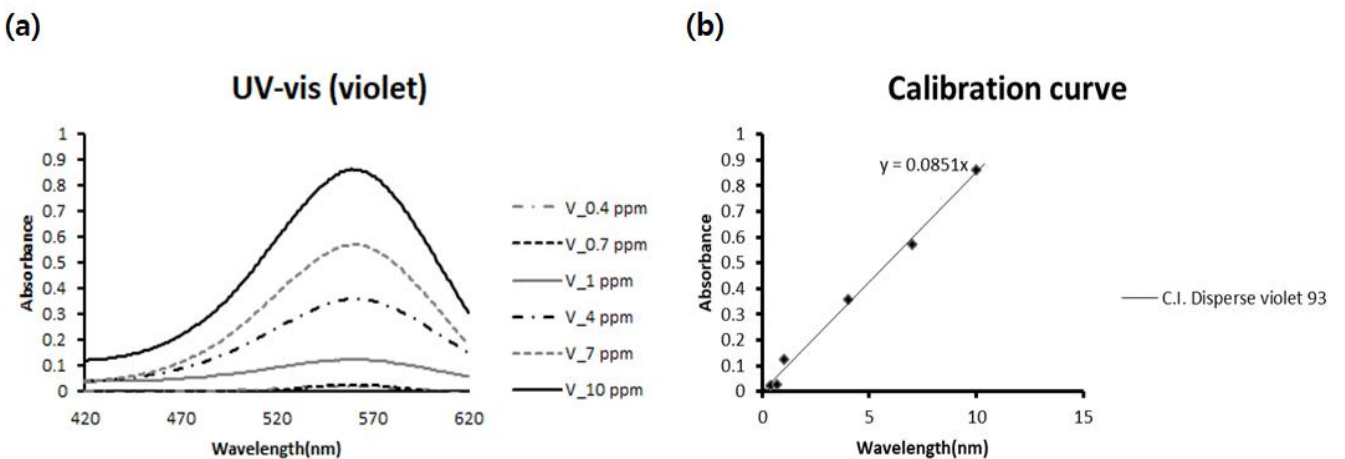 (a)
UV-vis (violet)
1
0.9
0.8
0.7
0.6
0.5
0.4
0.3
0.2
0.1
0
Absorbance
420 470 520 570 620
Wavelength(nm)
V_0.4 ppm
V_0.7 ppm
V_1 ppm
V_4 ppm
V_7 ppm
V_10 ppm
(b)
Calibration curve
1
0.9
0.8
0.7
0.6
0.5
0.4
0.3
0.2
0.1
0
Absorbance
y = 0.0851x
0 5 10 15
Wavelength(nm)
C.I. Disperse violet 93